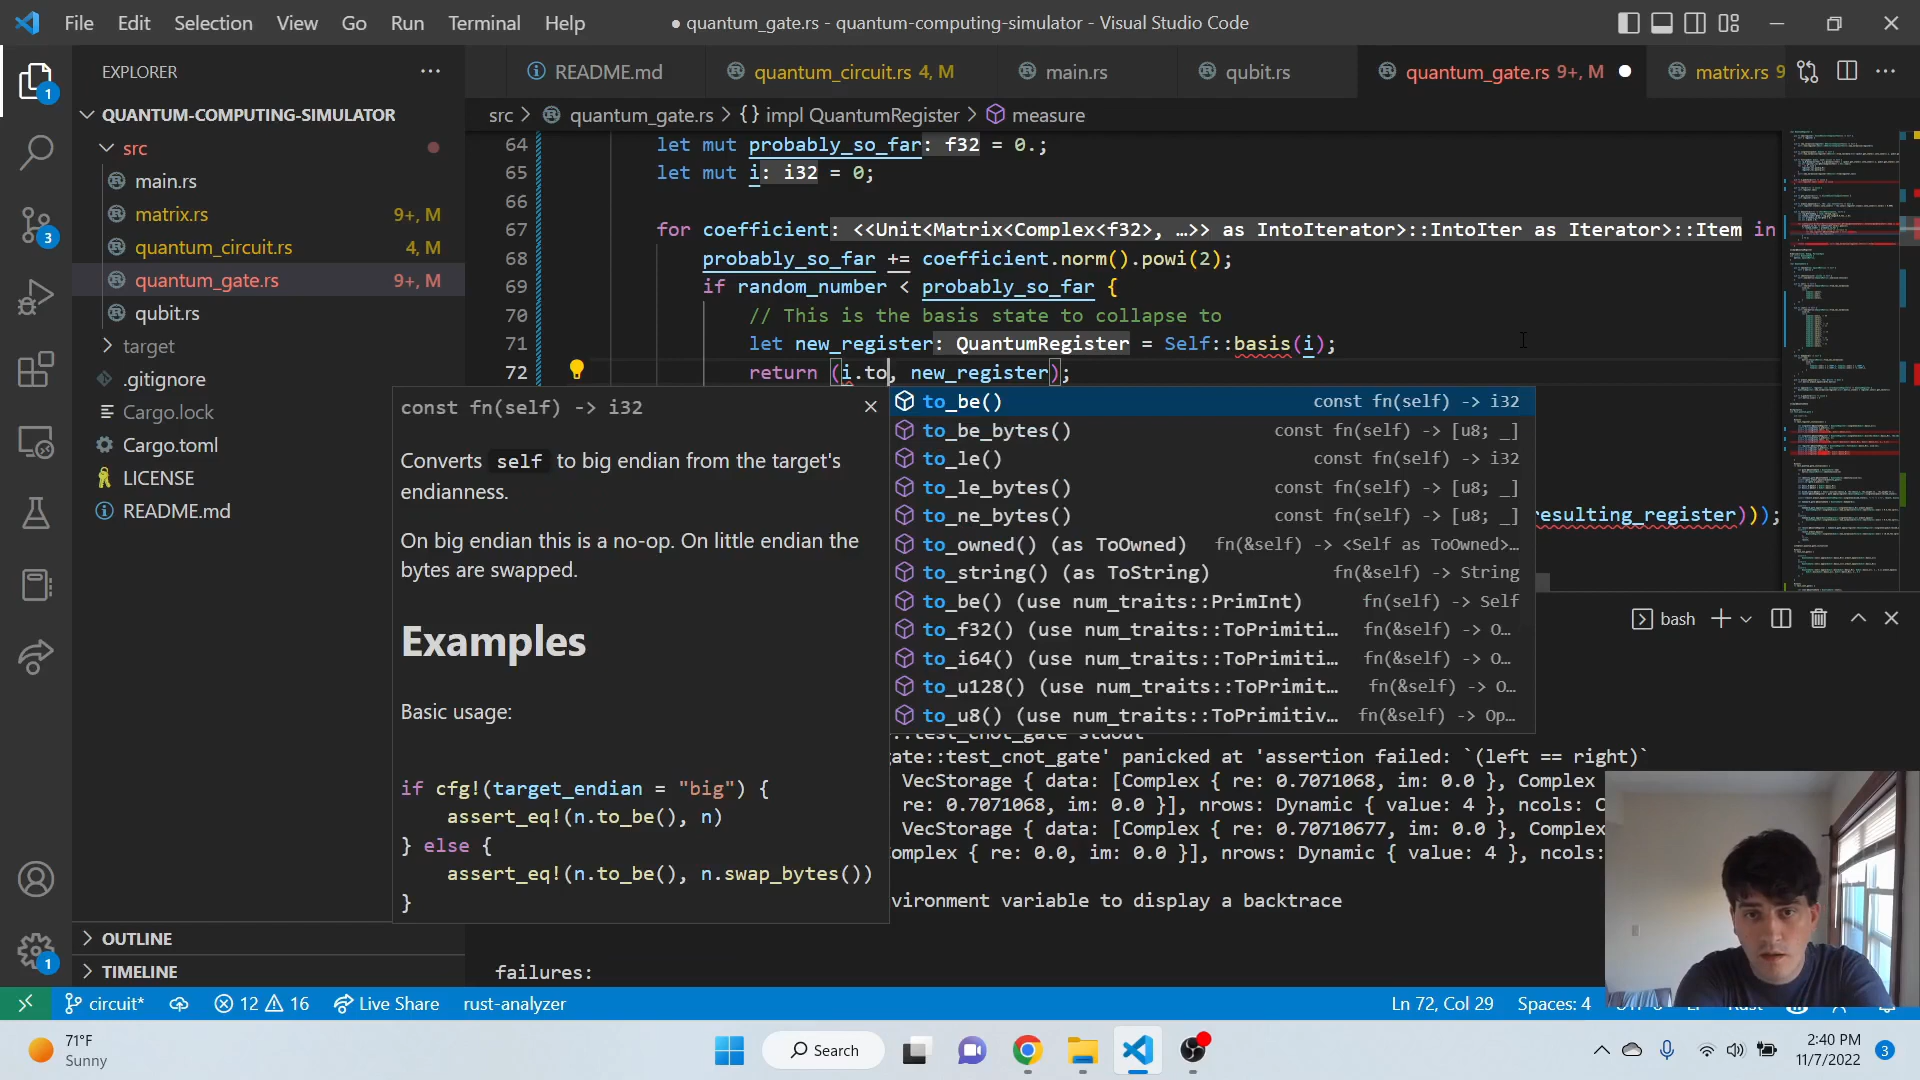 File Edit Selection View Go Run Terminal Help
● quantum_gate.rs - quantum-computing-simulator - Visual Studio Code
EXPLORER
README.md
quantum_circuit.rs 4, M
main.rs
qubit.rs
quantum_gate.rs 9+, M
matrix.rs 9
QUANTUM-COMPUTING-SIMULATOR
src
main.rs
matrix.rs 9+, M
quantum_circuit.rs 4, M
quantum_gate.rs 9+, M
qubit.rs
target
.gitignore
Cargo.lock
Cargo.toml
LICENSE
README.md
OUTLINE
TIMELINE
1
3
1
src > quantum_gate.rs > {} impl QuantumRegister > measure
64 let mut probably_so_far: f32 = 0.;
65 let mut i: i32 = 0;
66
67 for coefficient: <<Unit<Matrix<Complex<f32>, …>> as IntoIterator>::IntoIter as Iterator>::Item in
68 probably_so_far += coefficient.norm().powi(2);
69 if random_number < probably_so_far {
70 // This is the basis state to collapse to
71 let new_register: QuantumRegister = Self::basis(i);
72 return (i.to, new_register);
const fn(self) -> i32
Converts self to big endian from the target's
endianness.
On big endian this is a no-op. On little endian the
bytes are swapped.
Examples
Basic usage:
if cfg!(target_endian = "big") {
assert_eq!(n.to_be(), n)
} else {
assert_eq!(n.to_be(), n.swap_bytes())
}
to_be() const fn(self) -> i32
to_be_bytes() const fn(self) -> [u8; _]
to_le() const fn(self) -> i32
to_le_bytes() const fn(self) -> [u8; _]
to_ne_bytes() const fn(self) -> [u8; _]
to_owned() (as ToOwned) fn(&self) -> <Self as ToOwned>…
to_string() (as ToString) fn(&self) -> String
to_be() (use num_traits::PrimInt) fn(self) -> Self
to_f32() (use num_traits::ToPrimiti… fn(&self) -> O…
to_i64() (use num_traits::ToPrimiti… fn(&self) -> O…
to_u128() (use num_traits::ToPrimit… fn(&self) -> O…
to_u8() (use num_traits::ToPrimitiv… fn(&self) -> Op…
esulting_register)));
bash
::test_cnot_gate stdout
gate::test_cnot_gate' panicked at 'assertion failed: `(left == right)`
VecStorage { data: [Complex { re: 0.7071068, im: 0.0 }, Complex
re: 0.7071068, im: 0.0 }], nrows: Dynamic { value: 4 }, ncols: C
VecStorage { data: [Complex { re: 0.70710677, im: 0.0 }, Complex
omplex { re: 0.0, im: 0.0 }], nrows: Dynamic { value: 4 }, ncols:
vironment variable to display a backtrace
failures:
circuit* 12 16 Live Share rust-analyzer
Ln 72, Col 29 Spaces: 4
71°F
Sunny
Search
2:40 PM
11/7/2022
3